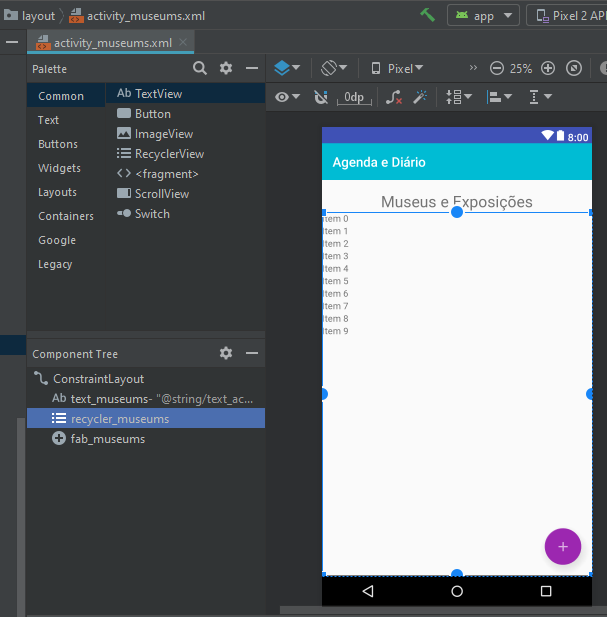 layout activity_museums.xml app Pixel 2 API
activity_museums.xml
Palette Pixel 25%
Common Ab TextView 0dp
Text Button
Buttons ImageView
Widgets RecyclerView
Layouts <fragment>
Containers ScrollView
Google Switch
Legacy
8:00
Agenda e Diário
Museus e Exposições
Item 0
Item 1
Item 2
Item 3
Item 4
Item 5
Item 6
Item 7
Item 8
Item 9
Component Tree
ConstraintLayout
Ab text_museums- "@string/text_ac...
recycler_museums
fab_museums